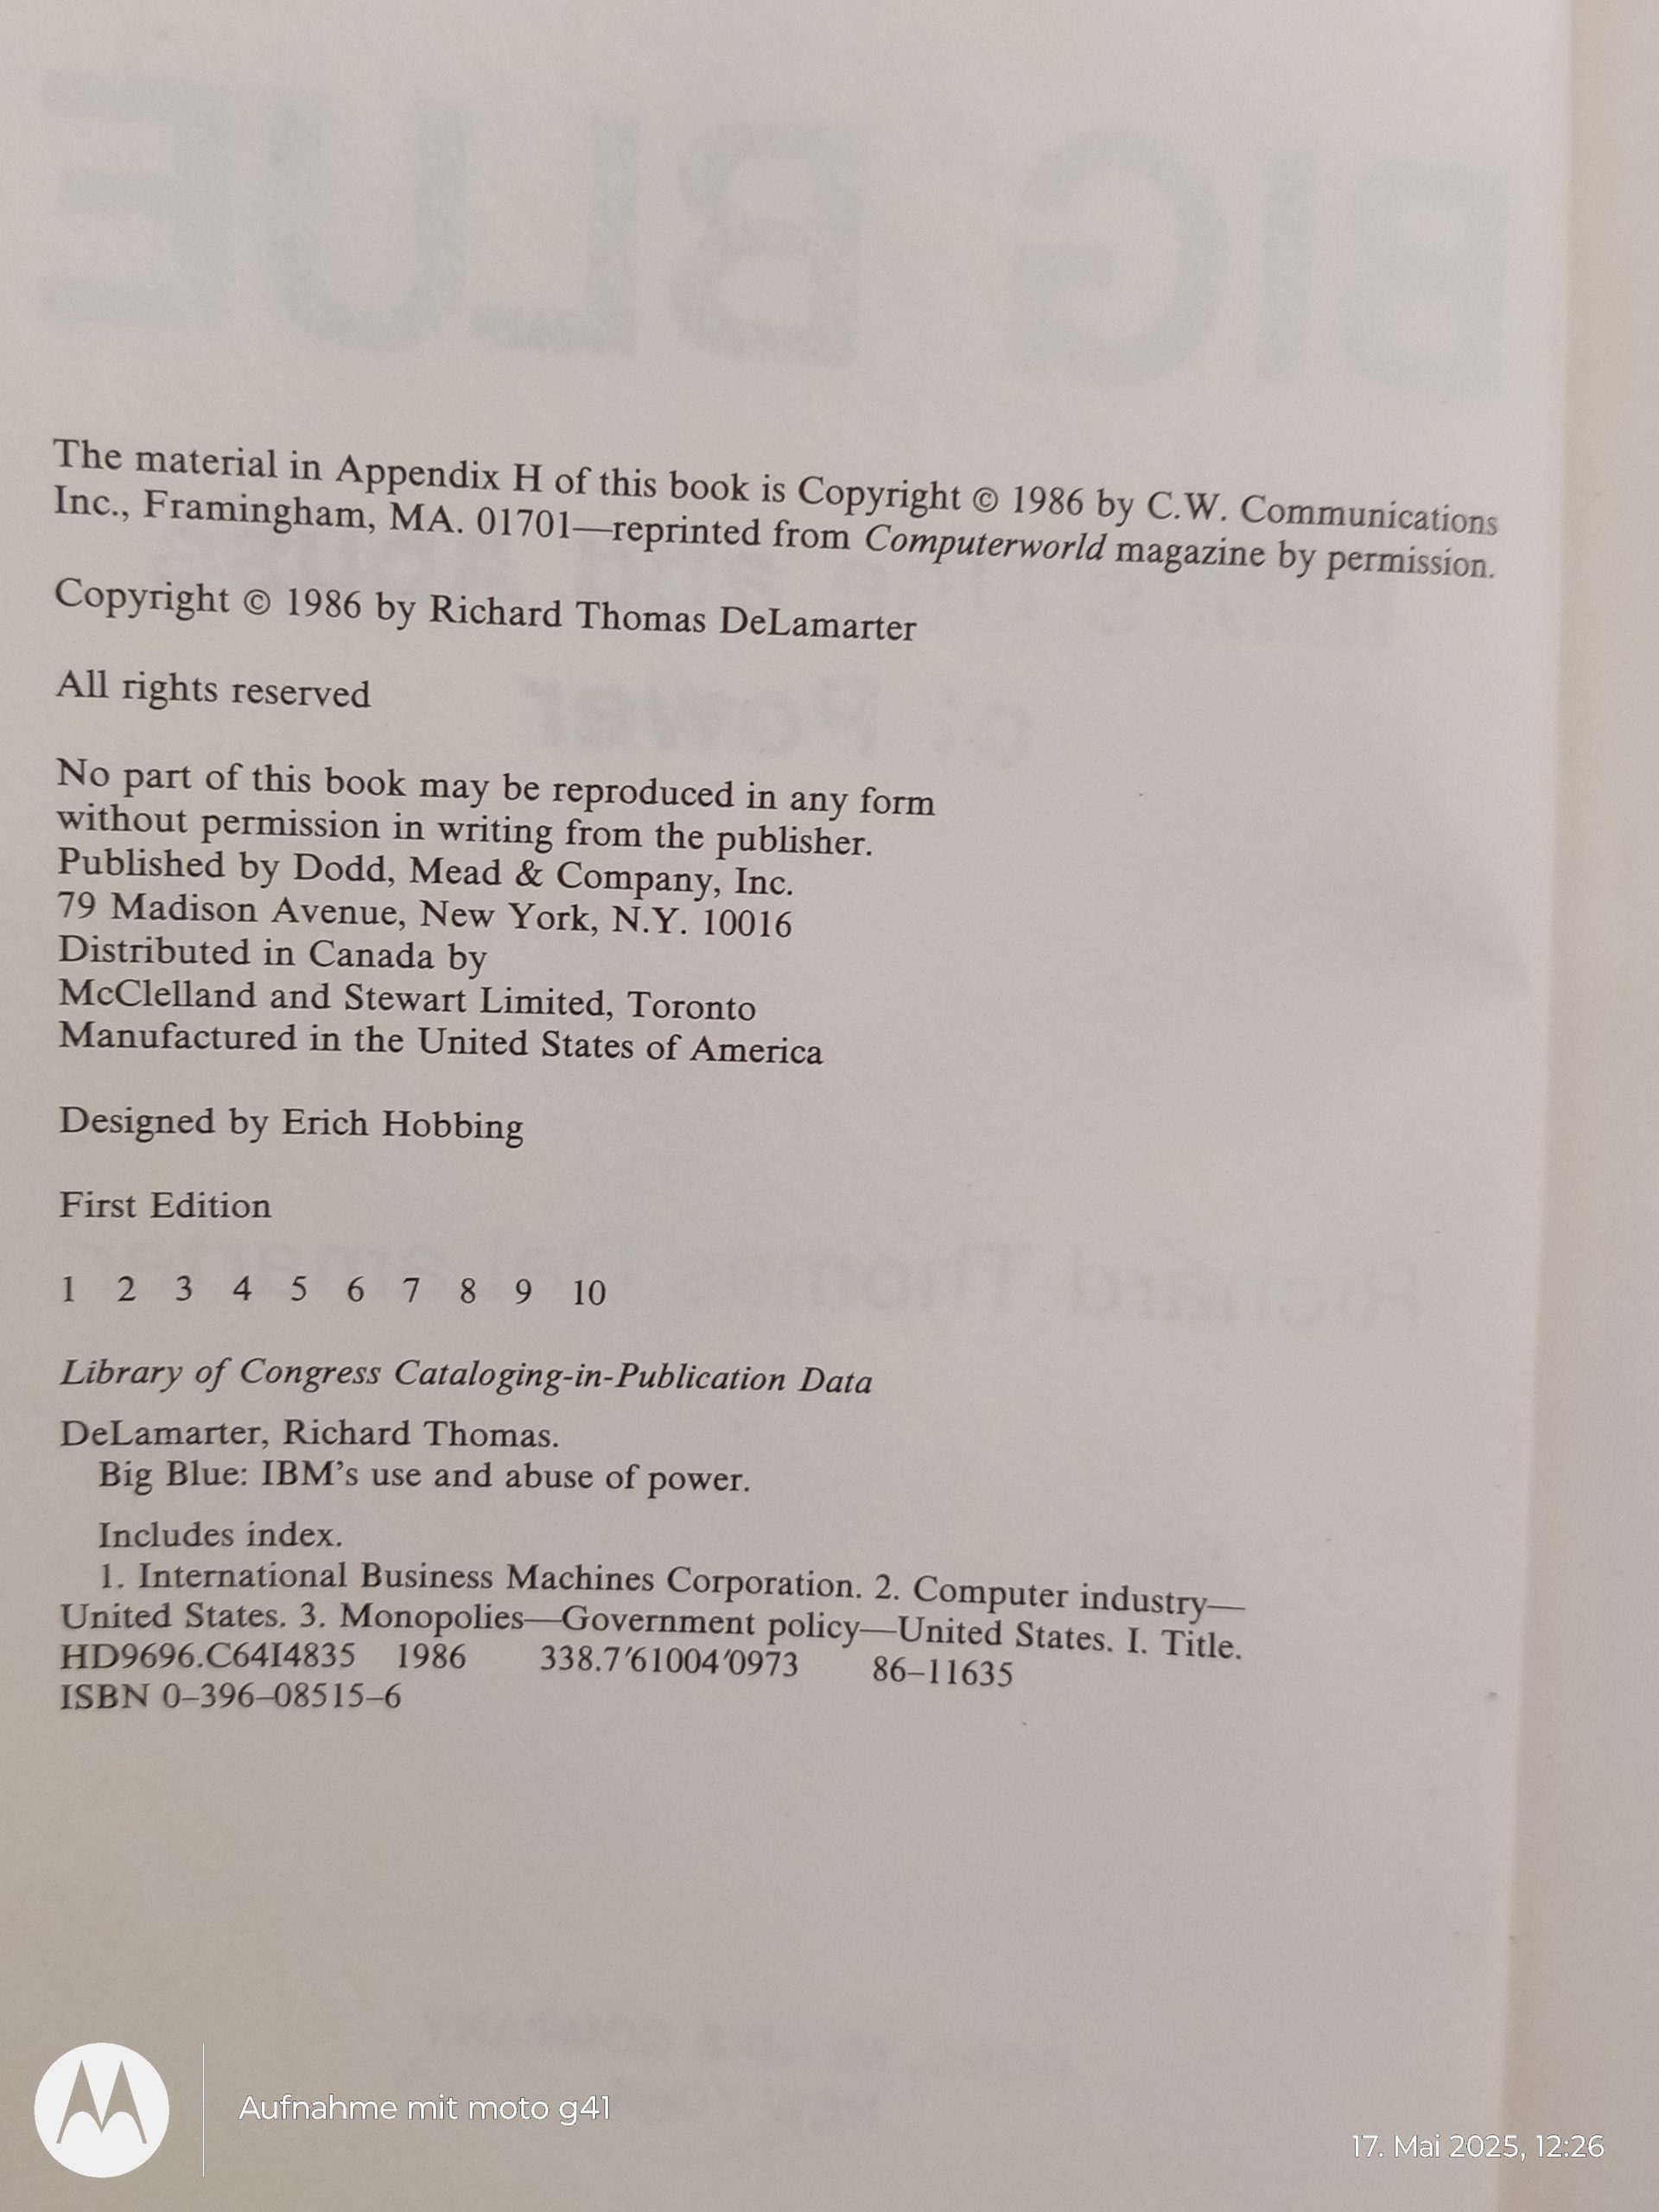 BIG BLUE
The material in Appendix H of this book is Copyright © 1986 by C.W. Communications
Inc., Framingham, MA. 01701—reprinted from Computerworld magazine by permission.
Copyright © 1986 by Richard Thomas DeLamarter
All rights reserved
of Power
No part of this book may be reproduced in any form
without permission in writing from the publisher.
Published by Dodd, Mead & Company, Inc.
79 Madison Avenue, New York, N.Y. 10016
Distributed in Canada by
McClelland and Stewart Limited, Toronto
Manufactured in the United States of America
Designed by Erich Hobbing
First Edition
Richard Thomas DeLamarter
1 2 3 4 5 6 7 8 9 10
Library of Congress Cataloging-in-Publication Data
DeLamarter, Richard Thomas.
Big Blue: IBM's use and abuse of power.
Includes index.
1. International Business Machines Corporation. 2. Computer industry—
United States. 3. Monopolies—Government policy—United States. I. Title.
HD9696.C64I4835 1986 338.7′61004′0973 86–11635
ISBN 0–396–08515–6
Aufnahme mit moto g41
17. Mai 2025, 12:26